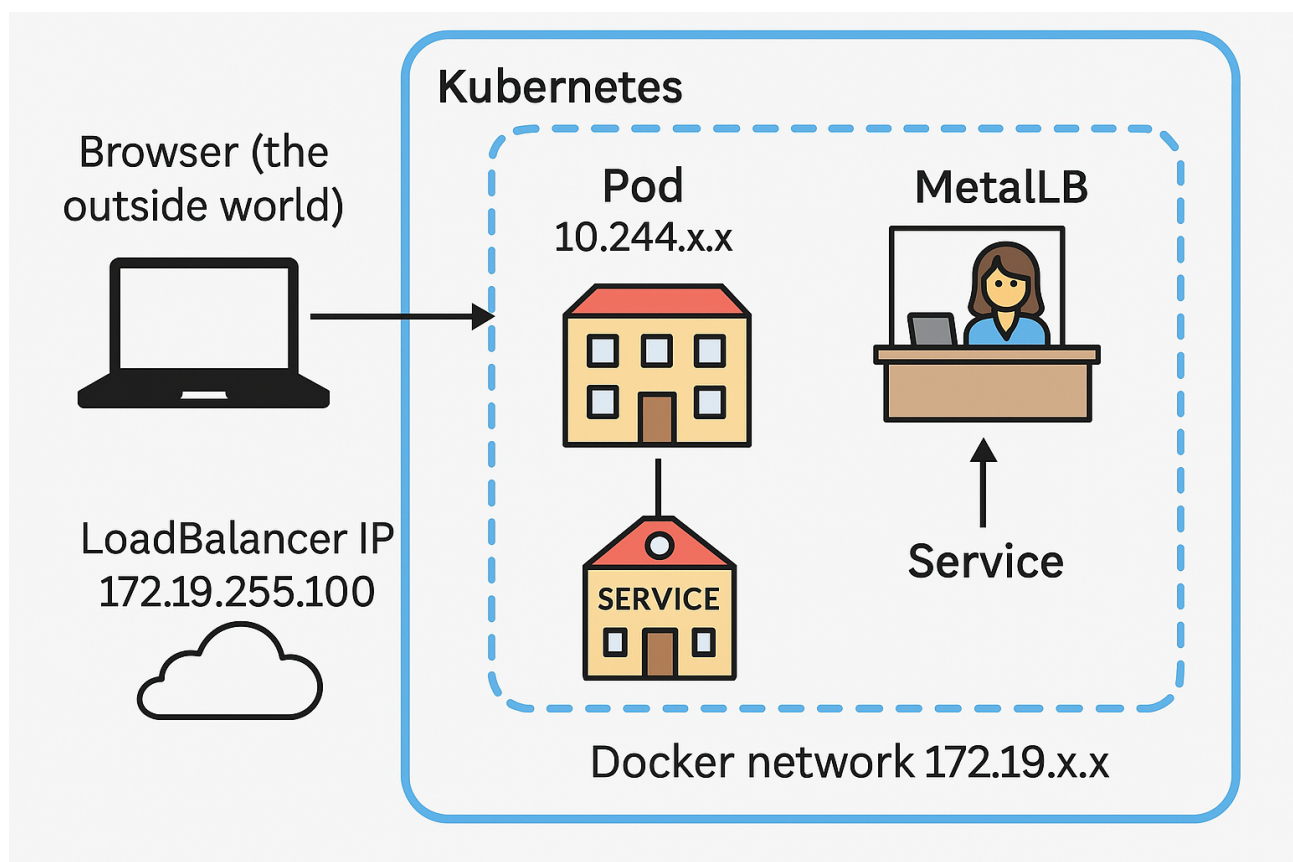 Kubernetes
Browser (the
outside world)
Pod
10.244.x.x
MetalLB
LoadBalancer IP
172.19.255.100
SERVICE
Service
Docker network 172.19.x.x